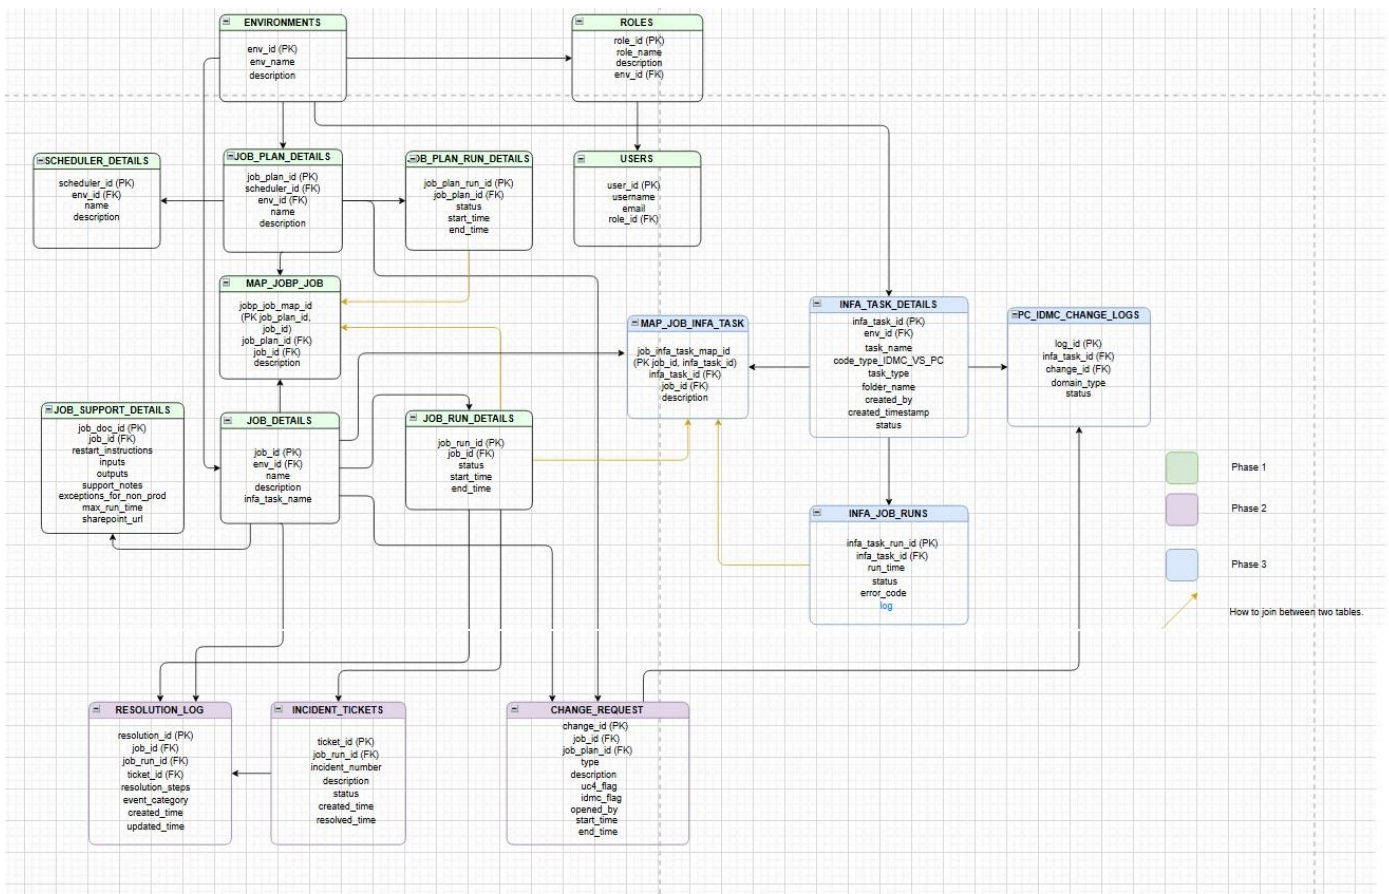 ENVIRONMENTS
env_id (PK)
env_name
description
ROLES
role_id (PK)
role_name
description
env_id (FK)
SCHEDULER_DETAILS
scheduler_id (PK)
env_id (FK)
name
description
JOB_PLAN_DETAILS
job_plan_id (PK)
scheduler_id (FK)
env_id (FK)
name
description
OB_PLAN_RUN_DETAILS
job_plan_run_id (PK)
job_plan_id (FK)
status
start_time
end_time
USERS
user_id (PK)
username
email
role_id (FK)
MAP_JOBP_JOB
jobp_job_map_id
(PK job_plan_id,
job_id)
job_plan_id (FK)
job_id (FK)
description
MAP_JOB_INFA_TASK
job_infa_task_map_id
(PK job_id, infa_task_id)
infa_task_id (FK)
job_id (FK)
description
INFA_TASK_DETAILS
infa_task_id (PK)
env_id (FK)
task_name
code_type_IDMC_VS_PC
task_type
folder_name
created_by
created_timestamp
status
PC_IDMC_CHANGE_LOGS
log_id (PK)
infa_task_id (FK)
change_id (FK)
domain_type
status
JOB_SUPPORT_DETAILS
job_doc_id (PK)
job_id (FK)
restart_instructions
inputs
outputs
support_notes
exceptions_for_non_prod
max_run_time
sharepoint_url
JOB_DETAILS
job_id (PK)
env_id (FK)
name
description
infa_task_name
JOB_RUN_DETAILS
job_run_id (PK)
job_id (FK)
status
start_time
end_time
INFA_JOB_RUNS
infa_task_run_id (PK)
infa_task_id (FK)
run_time
status
error_code
log
Phase 1
Phase 2
Phase 3
How to join between two tables.
RESOLUTION_LOG
resolution_id (PK)
job_id (FK)
job_run_id (FK)
ticket_id (FK)
resolution_steps
event_category
created_time
updated_time
INCIDENT_TICKETS
ticket_id (PK)
job_run_id (FK)
incident_number
description
status
created_time
resolved_time
CHANGE_REQUEST
change_id (PK)
job_id (FK)
job_plan_id (FK)
type
description
uc4_flag
idmc_flag
opened_by
start_time
end_time